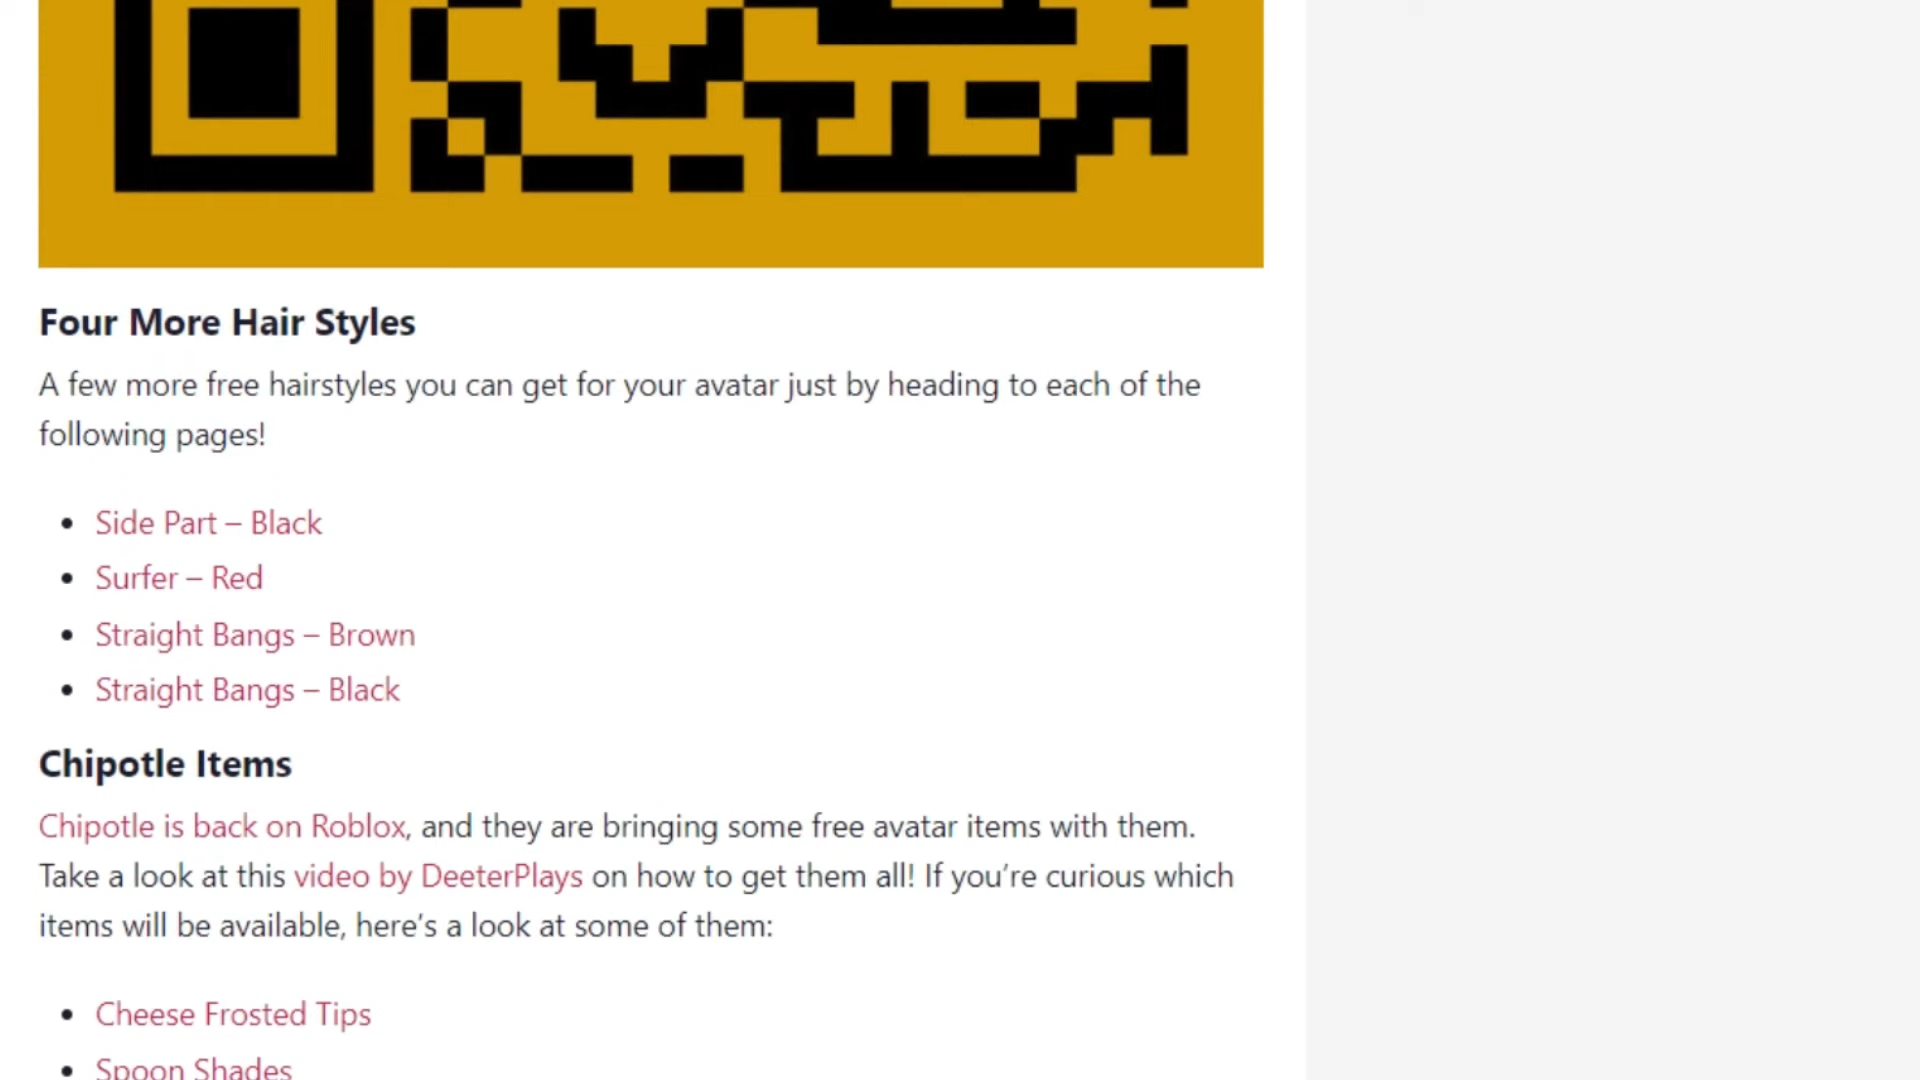 Four More Hair Styles
A few more free hairstyles you can get for your avatar just by heading to each of the
following pages!
Side Part – Black
Surfer – Red
Straight Bangs – Brown
Straight Bangs – Black
Chipotle Items
Chipotle is back on Roblox, and they are bringing some free avatar items with them.
Take a look at this video by DeeterPlays on how to get them all! If you’re curious which
items will be available, here’s a look at some of them:
Cheese Frosted Tips
Spoon Shades